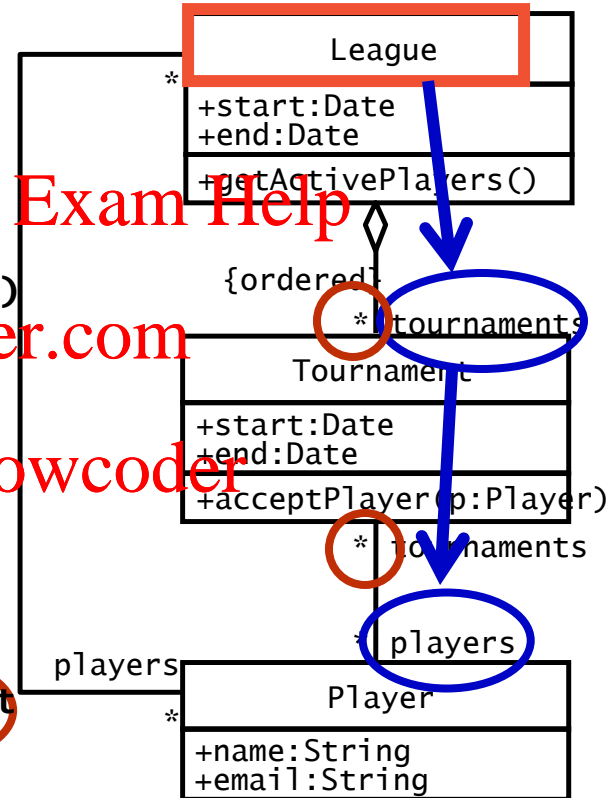 League
*
+start:Date
+end:Date
+getActivePlayers()
Exam Help
{ordered}
)
* tournaments
er.com
Tournament
+start:Date
+end:Date
owcoder
+acceptPlayer(p:Player)
* tournaments
* players
players
Player
t
*
+name:String
+email:String